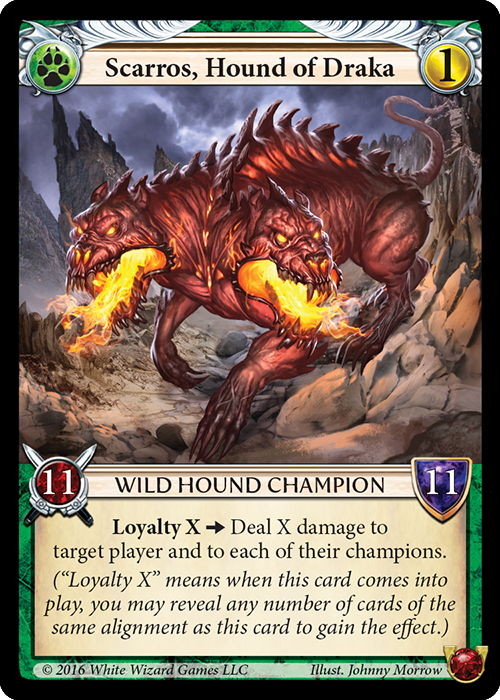 Scarros, Hound of Draka
1
11
WILD HOUND CHAMPION
11
Loyalty X ➔ Deal X damage to
target player and to each of their champions.
("Loyalty X" means when this card comes into
play, you may reveal any number of cards of the
same alignment as this card to gain the effect.)
© 2016 White Wizard Games LLC
Illust. Johnny Morrow